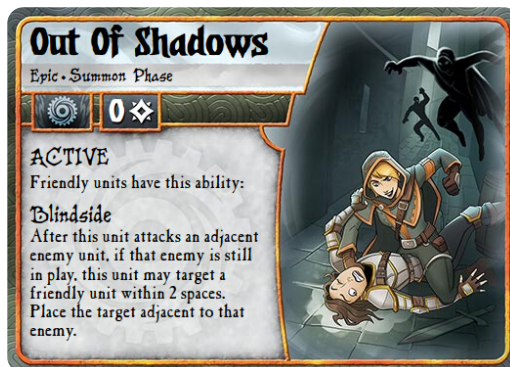 Out Of Shadows
Epic • Summon Phase
0
ACTIVE
Friendly units have this ability:
Blindside
After this unit attacks an adjacent
enemy unit, if that enemy is still
in play, this unit may target a
friendly unit within 2 spaces.
Place the target adjacent to that
enemy.